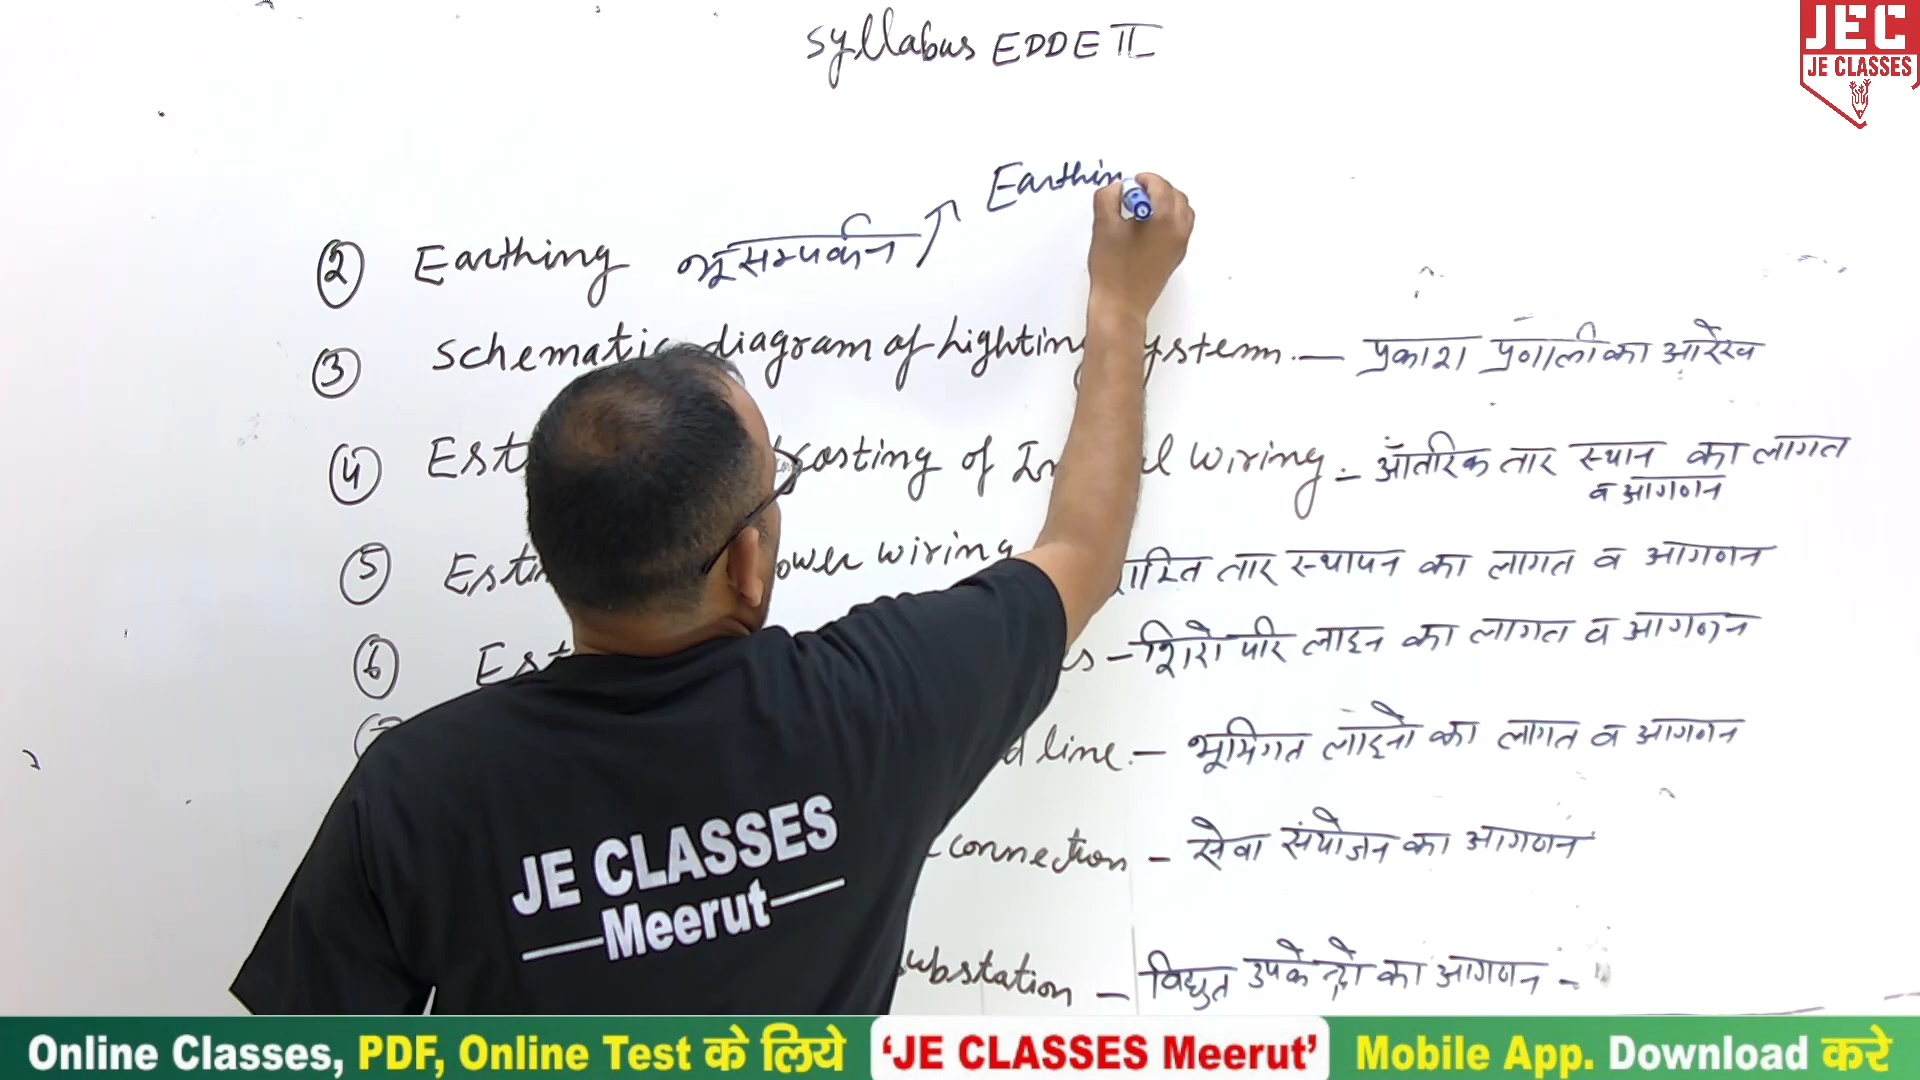 Syllabus EDDE II
JEC
JE CLASSES
Earthin
② Earthing भू सम्पर्कन
③ Schematic diagram of Lighting ystem. — प्रकाश प्रणाली का आरेख
④ Est costing of In l wiring. – आँतरिक तार स्थान का लागत
व आगणन
⑤ Esti ower wiring तार स्थापन का लागत व आगणन
⑥ Est s – शिरो परि लाइन का लागत व आगणन
d line. – भूमिगत लाइनो का लागत व आगणन
connection – सेवा संयोजन का आगणन
substation – विद्युत उपकेन्द्रो का आगणन –
JE CLASSES
Meerut
Online Classes, PDF, Online Test के लिये 'JE CLASSES Meerut' Mobile App. Download करे